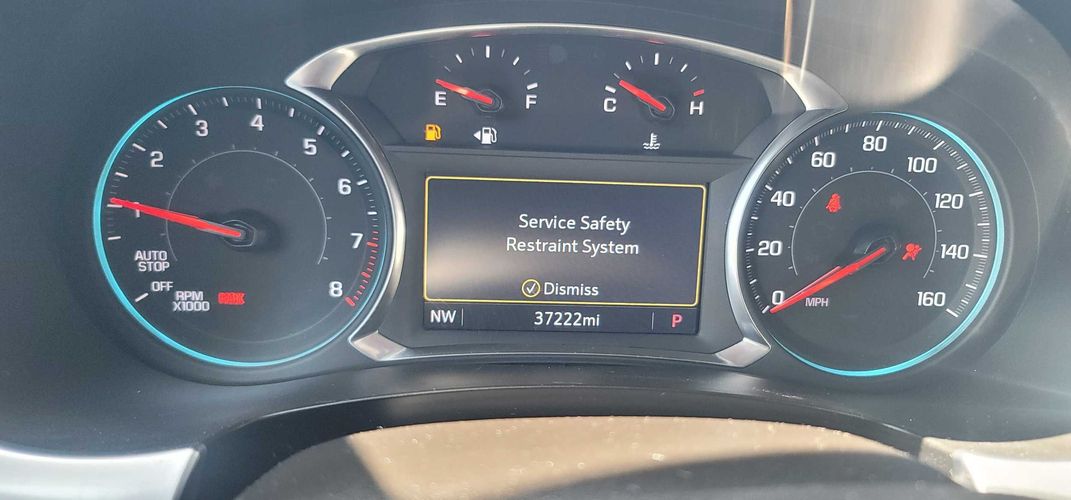 E F
C H
1 2 3 4 5 6 7 8
AUTO
STOP
OFF
RPM
X1000
PARK
Service Safety
Restraint System
Dismiss
NW 37222mi P
0 20 40 60 80 100 120 140 160
MPH